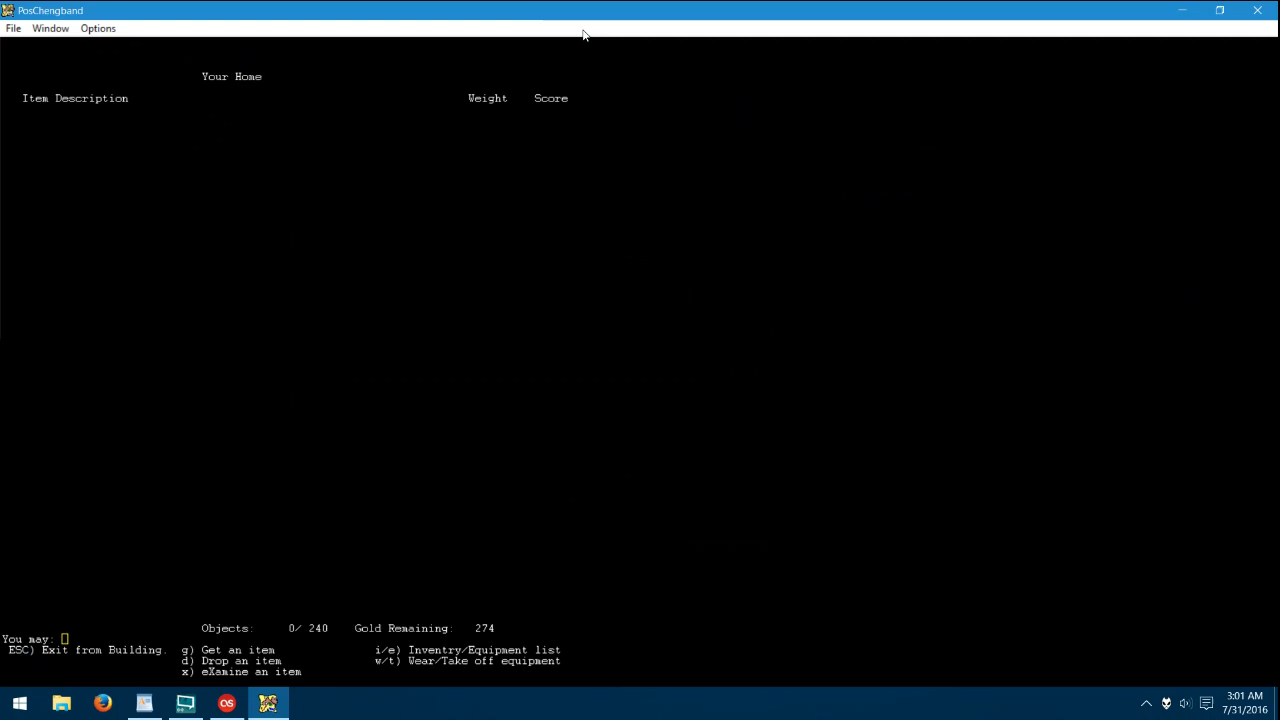 PosChengband
File Window Options
Your Home
Item Description Weight Score
Objects: 0/ 240 Gold Remaining: 274
You may:
ESC) Exit from Building. g) Get an item i/e) Inventry/Equipment list
d) Drop an item w/t) Wear/Take off equipment
x) eXamine an item
3:01 AM
7/31/2016